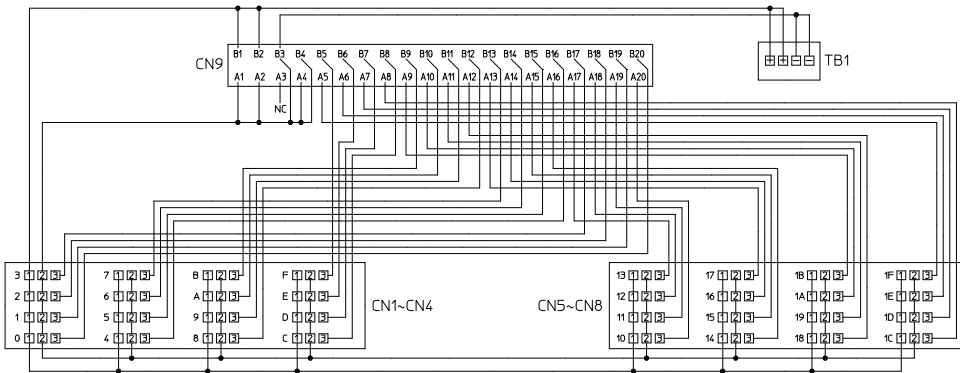 B1 B2 B3 B4 B5 B6 B7 B8 B9 B10 B11 B12 B13 B14 B15 B16 B17 B18 B19 B20
CN9
TB1
A1 A2 A3 A4 A5 A6 A7 A8 A9 A10 A11 A12 A13 A14 A15 A16 A17 A18 A19 A20
NC
3 1 2 3 7 1 2 3 B 1 2 3 F 1 2 3 13 1 2 3 17 1 2 3 1B 1 2 3 1F 1 2 3
2 1 2 3 6 1 2 3 A 1 2 3 E 1 2 3 12 1 2 3 16 1 2 3 1A 1 2 3 1E 1 2 3
CN1~CN4 CN5~CN8
1 1 2 3 5 1 2 3 9 1 2 3 D 1 2 3 11 1 2 3 15 1 2 3 19 1 2 3 1D 1 2 3
0 1 2 3 4 1 2 3 8 1 2 3 C 1 2 3 10 1 2 3 14 1 2 3 18 1 2 3 1C 1 2 3